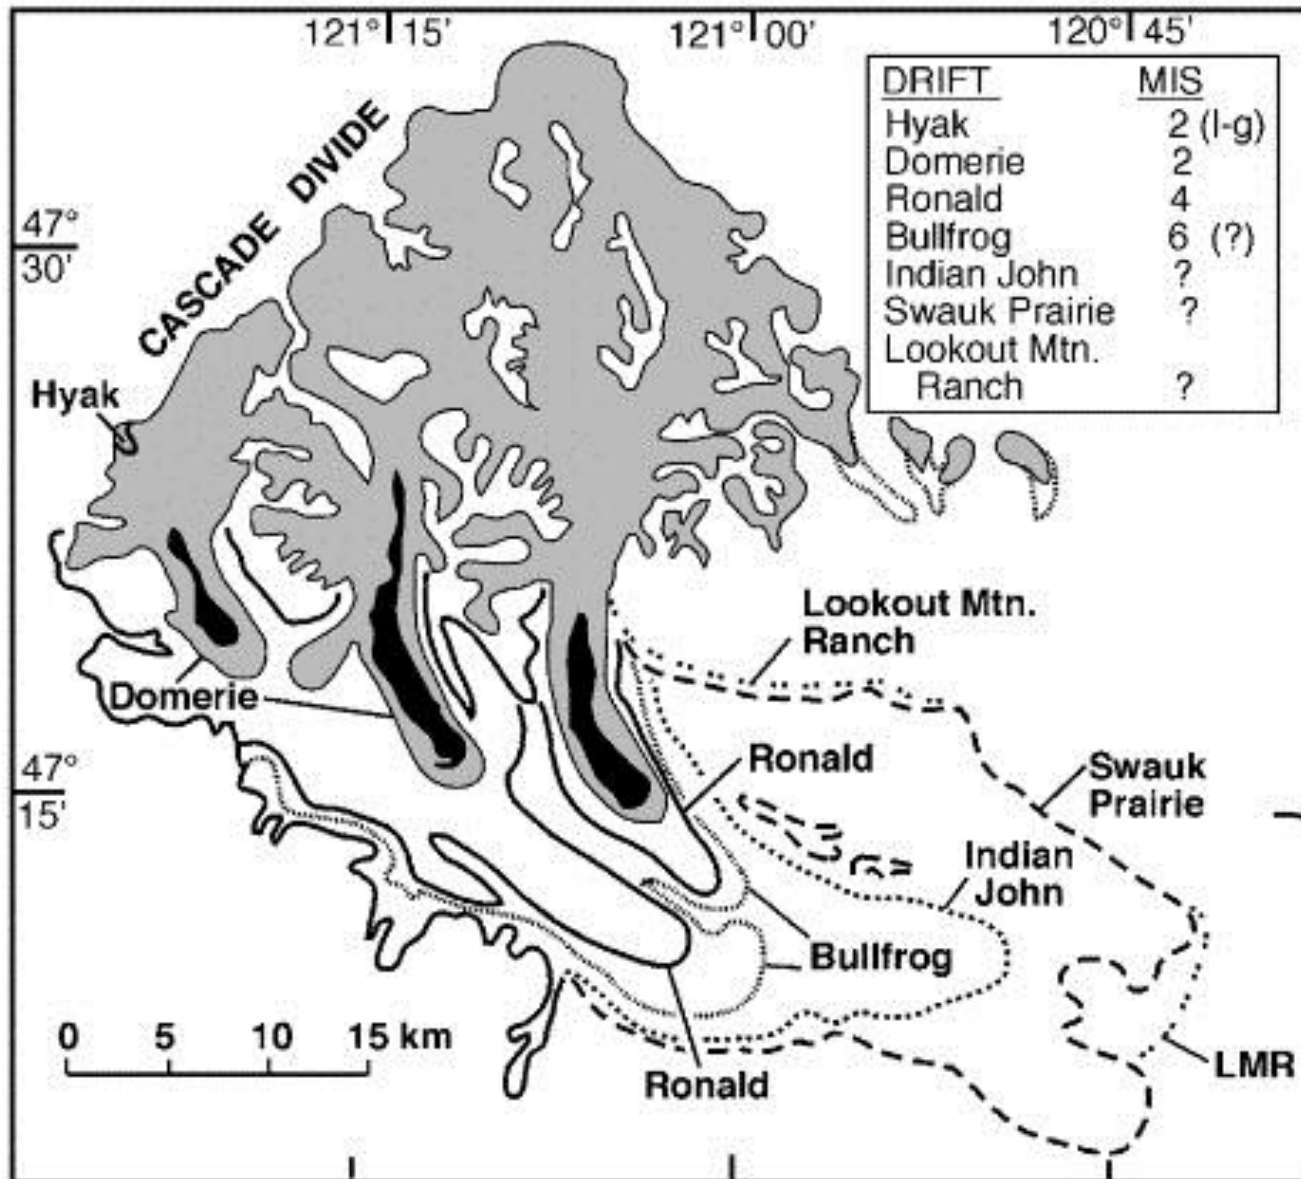 121° 15'
121° 00'
120° 45'
DRIFT MIS
Hyak 2 (l-g)
Domerie 2
Ronald 4
Bullfrog 6 (?)
Indian John ?
Swauk Prairie ?
Lookout Mtn.
Ranch ?
CASCADE DIVIDE
47°
30'
Hyak
Lookout Mtn.
Ranch
Domerie
Ronald
Swauk
Prairie
47°
15'
Indian
John
Bullfrog
0 5 10 15 km
LMR
Ronald